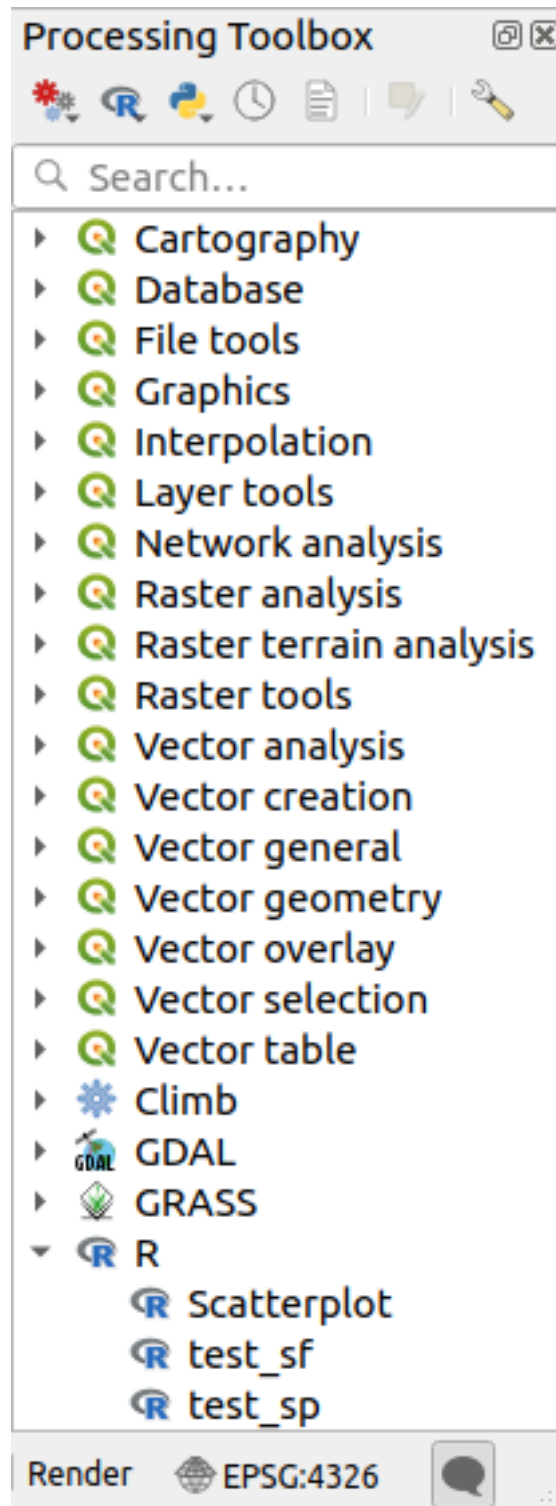 Processing Toolbox
Search...
Cartography
Database
File tools
Graphics
Interpolation
Layer tools
Network analysis
Raster analysis
Raster terrain analysis
Raster tools
Vector analysis
Vector creation
Vector general
Vector geometry
Vector overlay
Vector selection
Vector table
Climb
GDAL GDAL
GRASS
R R
R Scatterplot
R test_sf
R test_sp
Render EPSG:4326